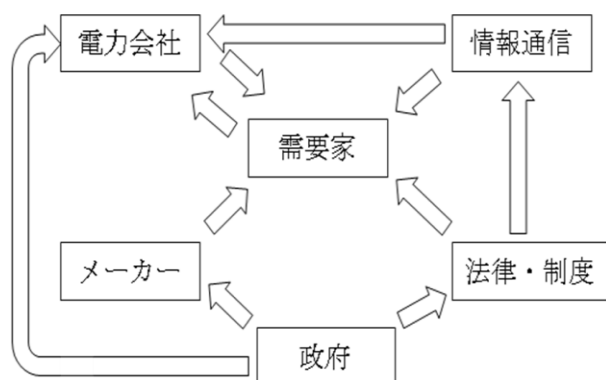 電力会社
情報通信
需要家
メーカー
法律・制度
政府